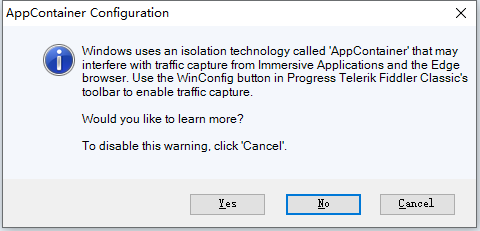 AppContainer Configuration
Windows uses an isolation technology called 'AppContainer' that may
interfere with traffic capture from Immersive Applications and the Edge
browser. Use the WinConfig button in Progress Telerik Fiddler Classic's
toolbar to enable traffic capture.
Would you like to learn more?
To disable this warning, click 'Cancel'.
Yes
No
Cancel